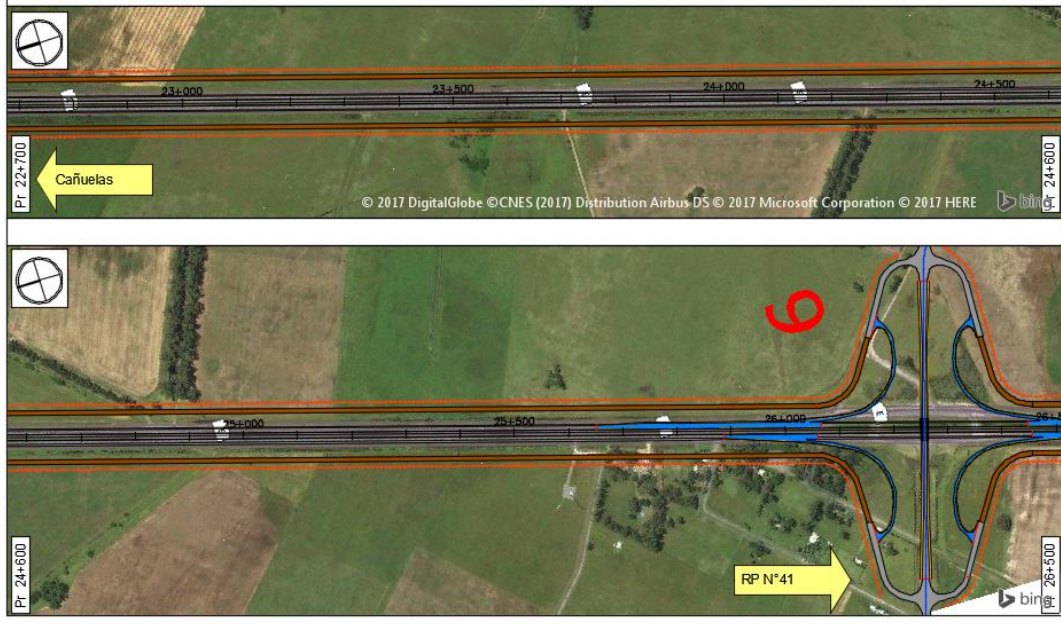 23+000
23+500
24+000
24+500
Pr 22+700
Cañuelas
Pr 24+600
© 2017 DigitalGlobe ©CNES (2017) Distribution Airbus DS © 2017 Microsoft Corporation © 2017 HERE
bing
6
25+000
25+500
26+000
Pr 24+600
RP N°41
Pr 26+500
bing